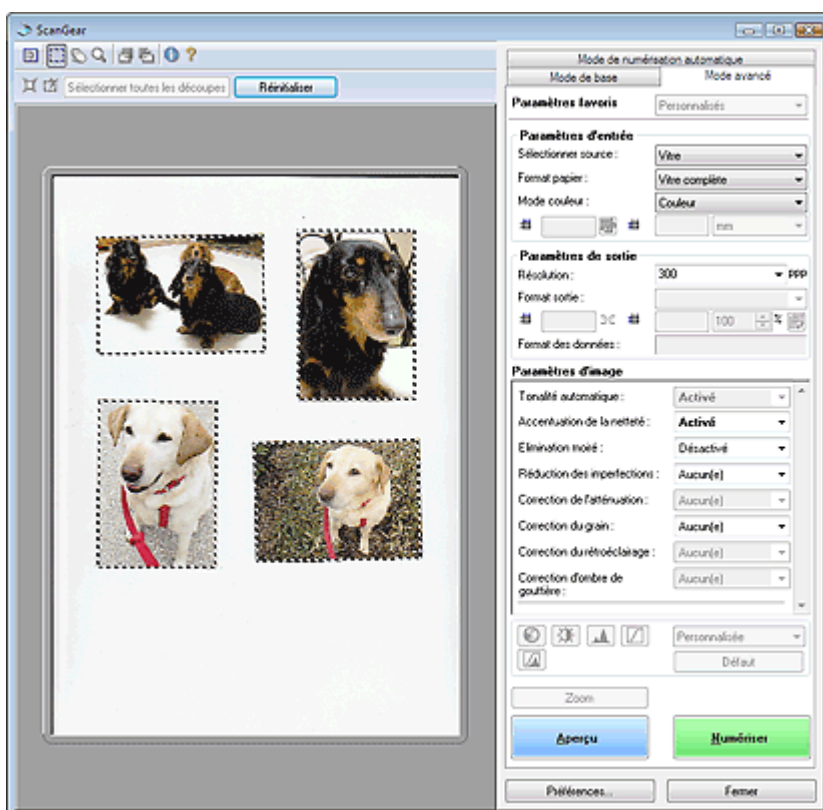 ScanGear
Sélectionner toutes les découpes
Réinitialiser
Mode de numérisation automatique
Mode de base
Mode avancé
Paramètres favoris
Personnalisés
Paramètres d'entrée
Sélectionner source :
Vitre
Format papier :
Vitre complète
Mode couleur :
Couleur
mm
Paramètres de sortie
Résolution :
300
PPP
Format sortie :
100
%
Format des données :
Paramètres d'image
Tonalité automatique :
Activé
Accentuation de la netteté :
Activé
Elimination moiré :
Désactivé
Réduction des imperfections :
Aucun(e)
Correction de l'atténuation :
Aucun(e)
Correction du grain :
Aucun(e)
Correction du rétroéclairage :
Aucun(e)
Correction d'ombre de
gouttière :
Aucun(e)
Personnalisée
Défaut
Zoom
Aperçu
Numériser
Préférences...
Fermer